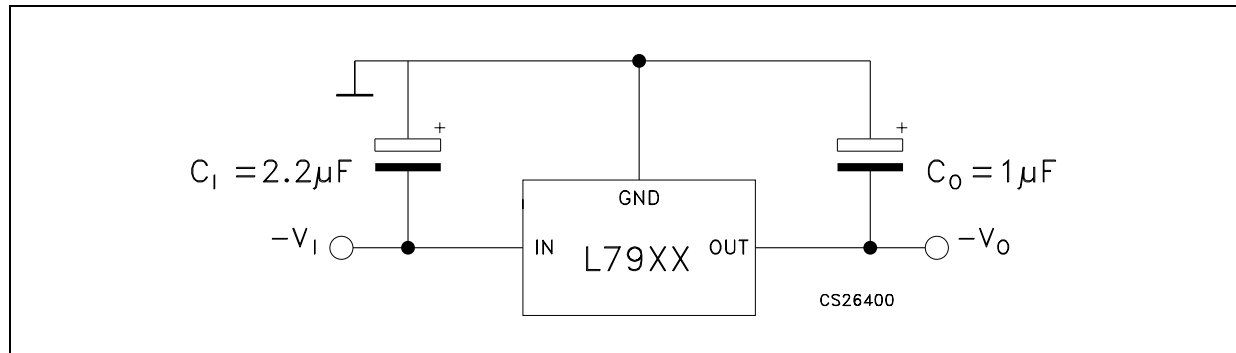 +
+
C_I = 2.2µF
C_O = 1µF
GND
-V_I
IN
L79XX
OUT
-V_O
CS26400